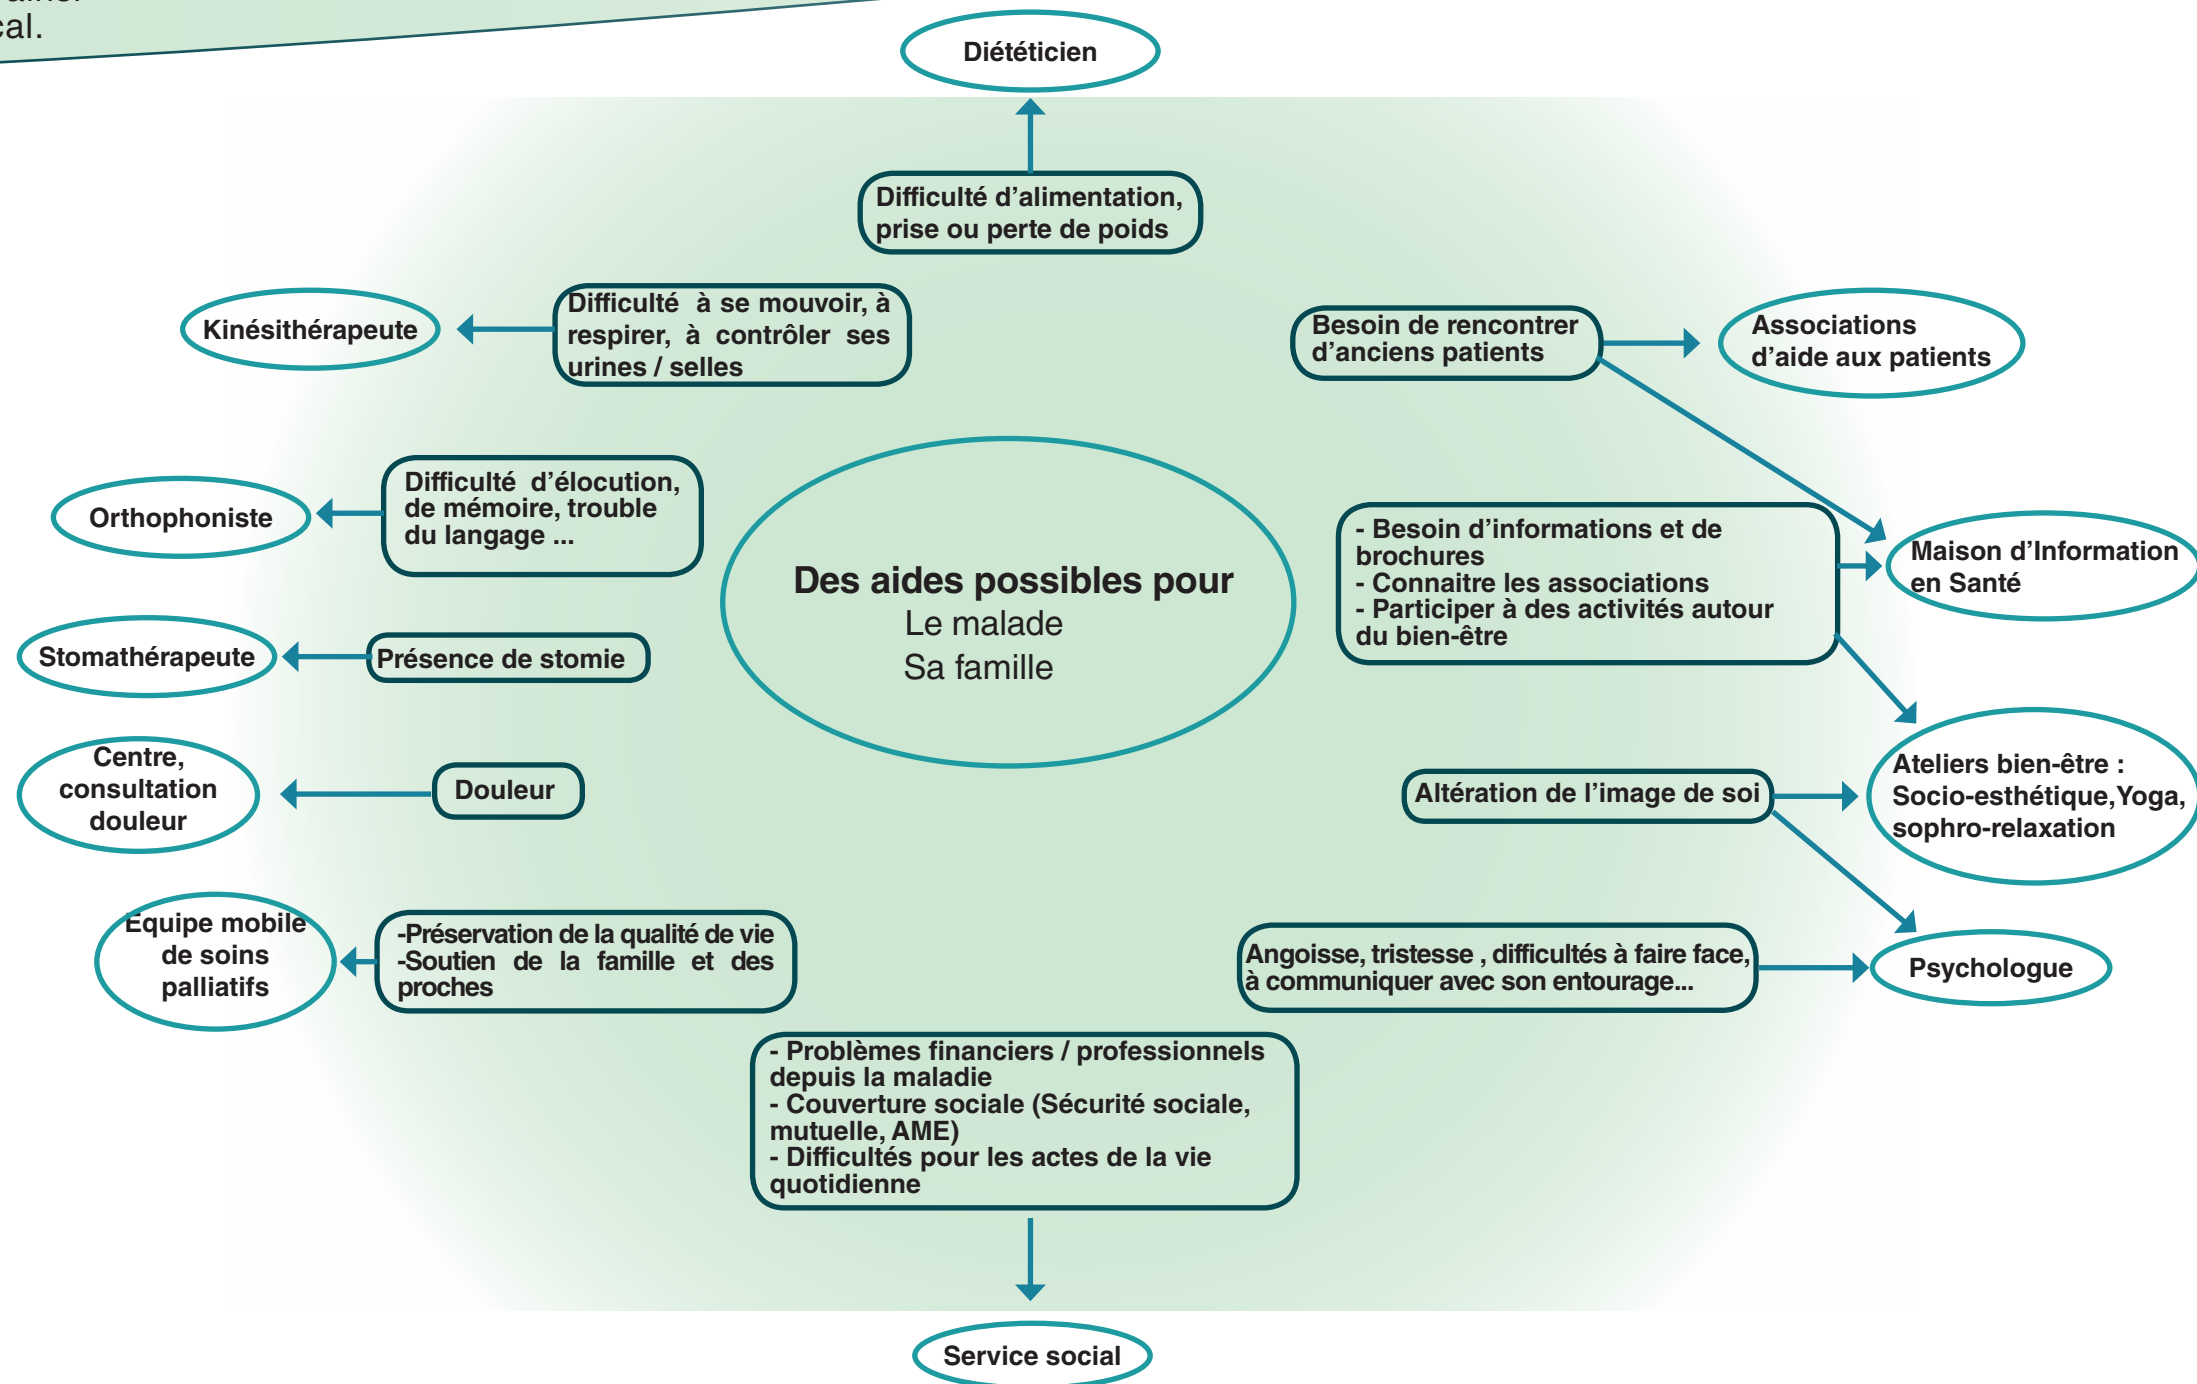 cal.
Diététicien
Difficulté d’alimentation,
prise ou perte de poids
Kinésithérapeute
Difficulté à se mouvoir, à
respirer, à contrôler ses
urines / selles
Besoin de rencontrer
d’anciens patients
Associations
d’aide aux patients
Orthophoniste
Difficulté d’élocution,
de mémoire, trouble
du langage ...
Des aides possibles pour
Le malade
Sa famille
- Besoin d’informations et de
brochures
- Connaitre les associations
- Participer à des activités autour
du bien-être
Maison d’Information
en Santé
Stomathérapeute
Présence de stomie
Centre,
consultation
douleur
Douleur
Altération de l’image de soi
Ateliers bien-être :
Socio-esthétique,Yoga,
sophro-relaxation
Equipe mobile
de soins
palliatifs
-Préservation de la qualité de vie
-Soutien de la famille et des
proches
Angoisse, tristesse , difficultés à faire face,
à communiquer avec son entourage...
Psychologue
- Problèmes financiers / professionnels
depuis la maladie
- Couverture sociale (Sécurité sociale,
mutuelle, AME)
- Difficultés pour les actes de la vie
quotidienne
Service social